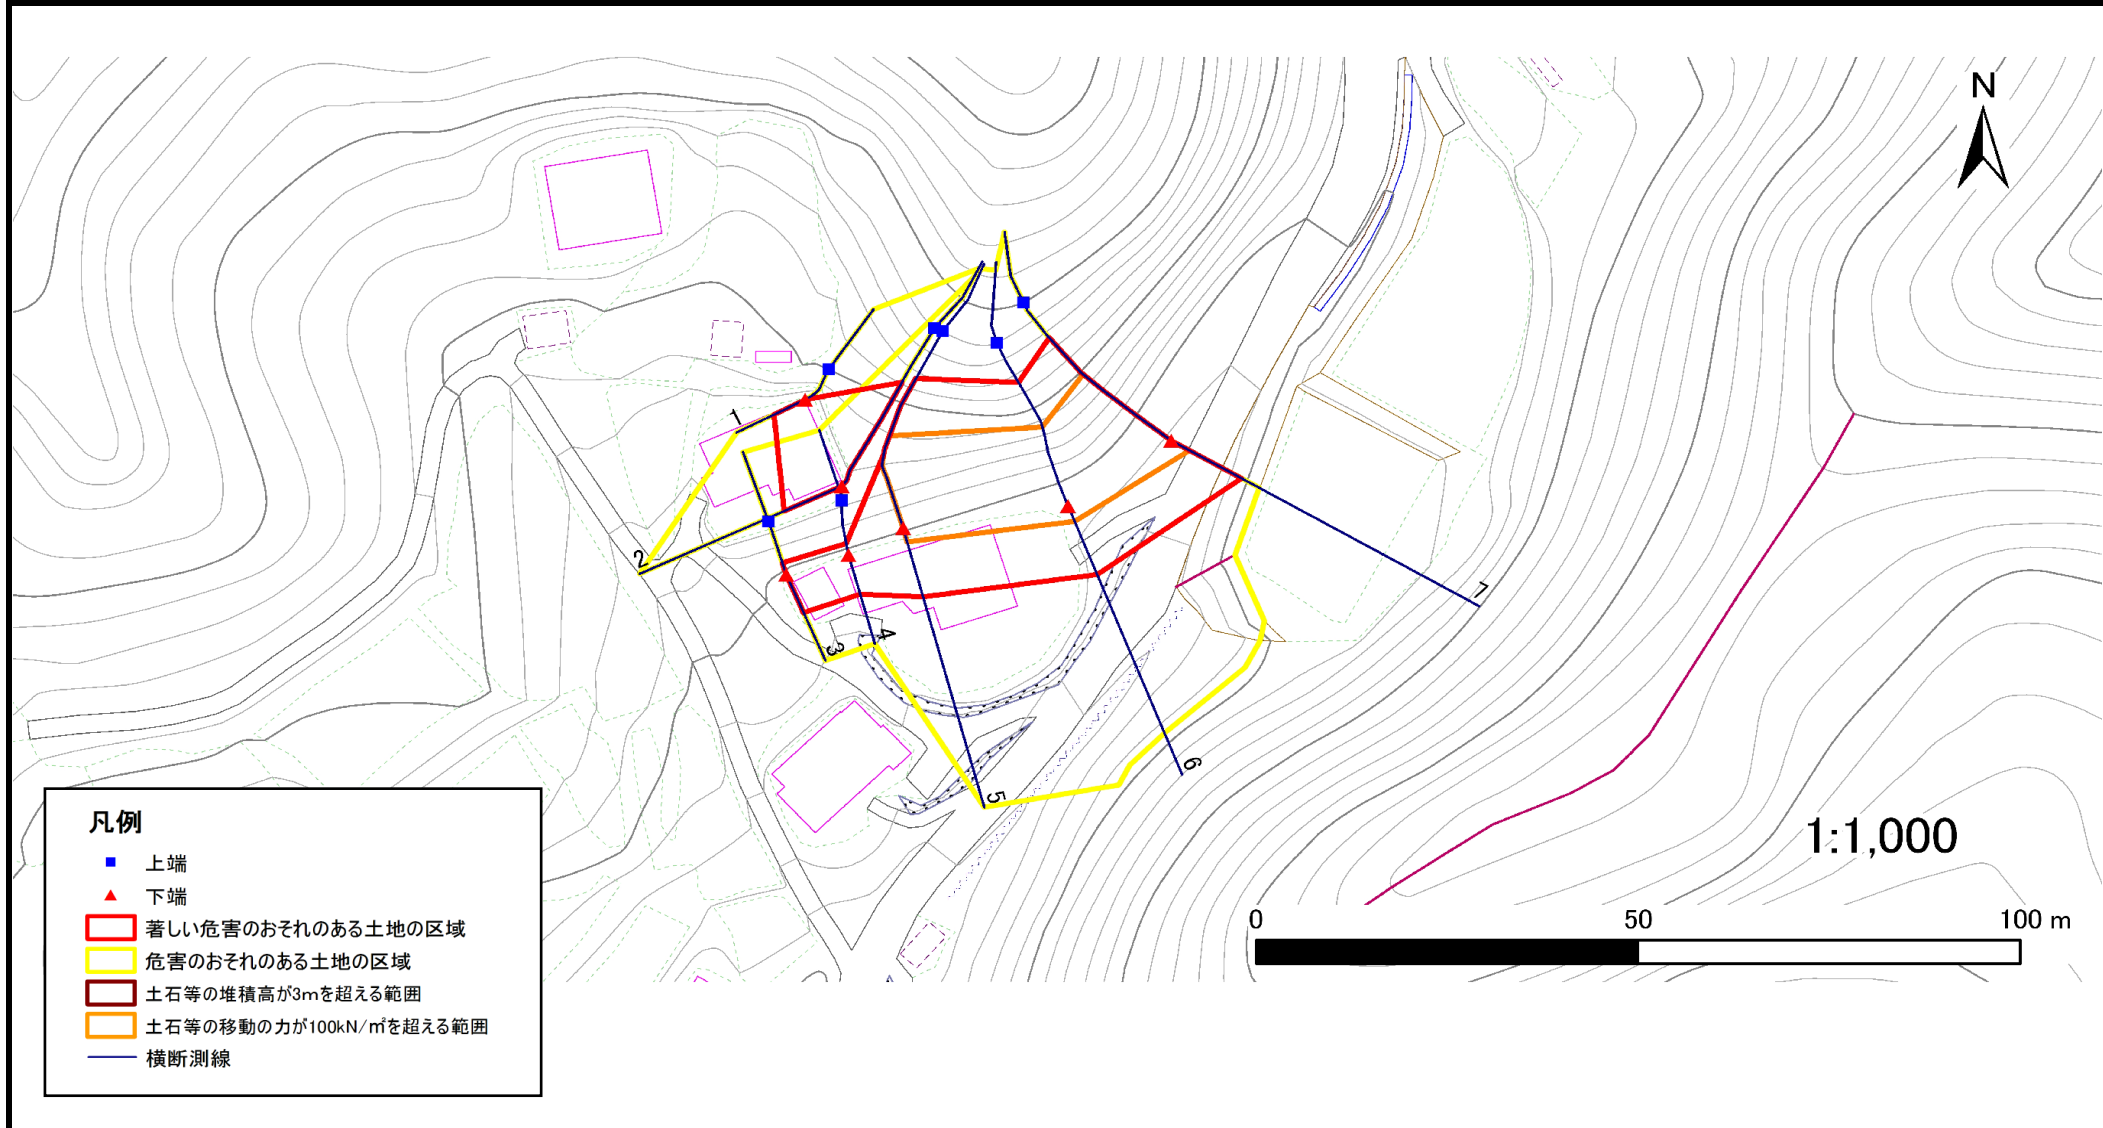 N
1
2
3
4
5
6
7
1:1,000
0 50 100 m
凡例
上端
下端
著しい危害のおそれのある土地の区域
危害のおそれのある土地の区域
土石等の堆積高が3mを超える範囲
土石等の移動の力が100kN/㎡を超える範囲
横断測線